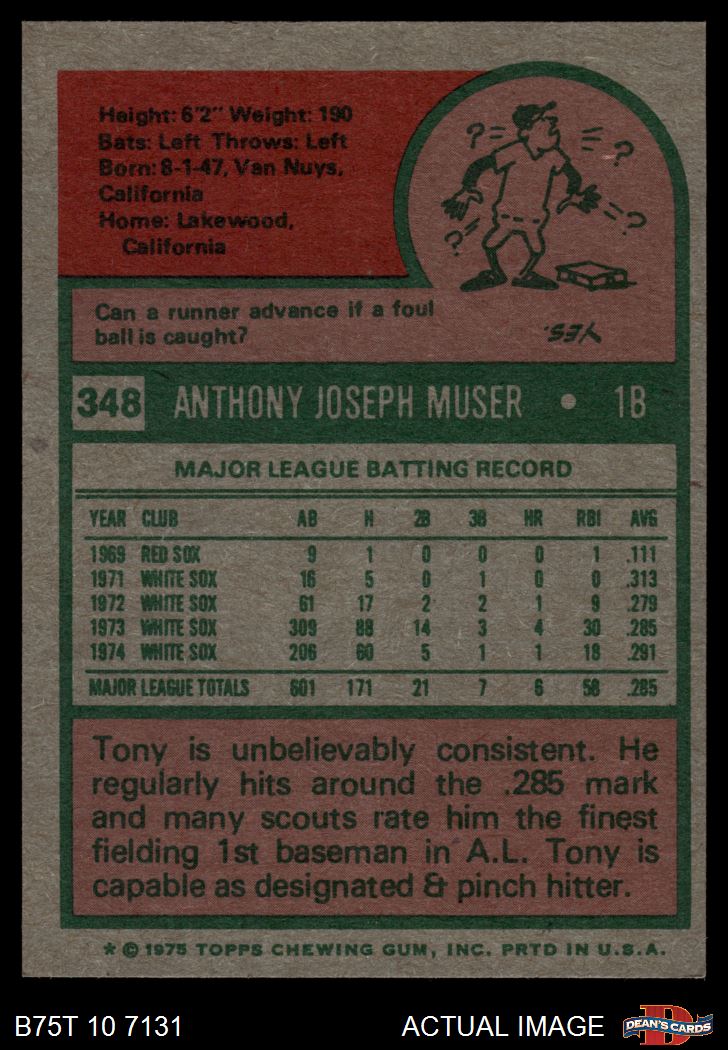 Height: 6'2" Weight: 190
Bats: Left Throws: Left
Born: 8-1-47, Van Nuys,
California
Home: Lakewood,
California
? ? ? ?
Can a runner advance if a foul
ball is caught?
YES.
348 ANTHONY JOSEPH MUSER • 1B
MAJOR LEAGUE BATTING RECORD
YEAR CLUB AB H 2B 3B HR RBI AVG
1969 RED SOX 9 1 0 0 0 1 .111
1971 WHITE SOX 16 5 0 1 0 0 .313
1972 WHITE SOX 61 17 2 2 1 9 .279
1973 WHITE SOX 309 88 14 3 4 30 .285
1974 WHITE SOX 206 60 5 1 1 18 .291
MAJOR LEAGUE TOTALS 601 171 21 7 6 58 .285
Tony is unbelievably consistent. He
regularly hits around the .285 mark
and many scouts rate him the finest
fielding 1st baseman in A.L. Tony is
capable as designated & pinch hitter.
* © 1975 TOPPS CHEWING GUM, INC. PRTD IN U.S.A.
B75T 10 7131 ACTUAL IMAGE D DEAN'S CARDS